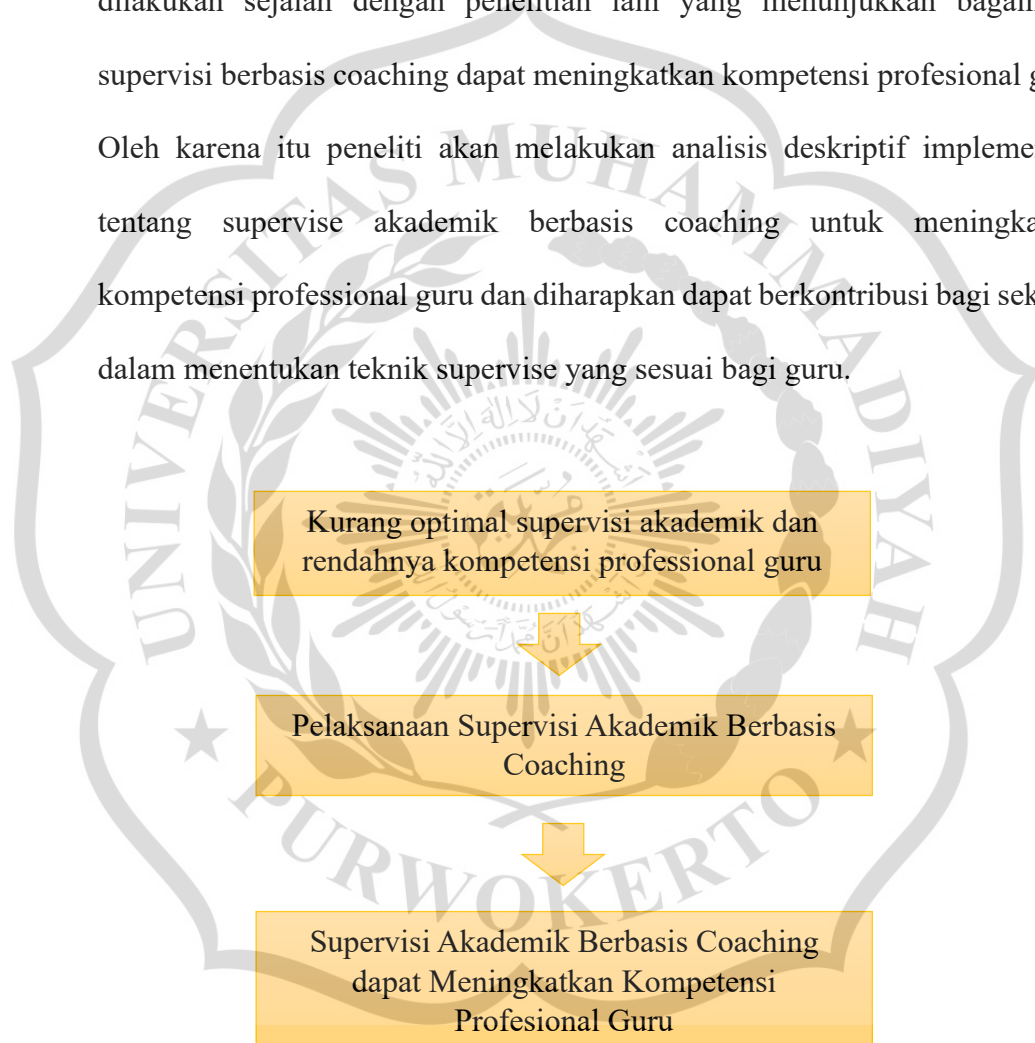 dilakukan sejalan dengan penelitian lain yang menunjukkan
supervisi berbasis coaching dapat meningkatkan kompetensi profesional
Oleh karena itu peneliti akan melakukan analisis deskriptif
tentang supervise akademik berbasis coaching untuk
kompetensi professional guru dan diharapkan dapat berkontribusi bagi
dalam menentukan teknik supervise yang sesuai bagi guru.
UNIVERSITAS MUHAMMADIYAH
Kurang optimal supervisi akademik dan
rendahnya kompetensi professional guru
Pelaksanaan Supervisi Akademik Berbasis
Coaching
PURWOKERTO
Supervisi Akademik Berbasis Coaching
dapat Meningkatkan Kompetensi
Profesional Guru